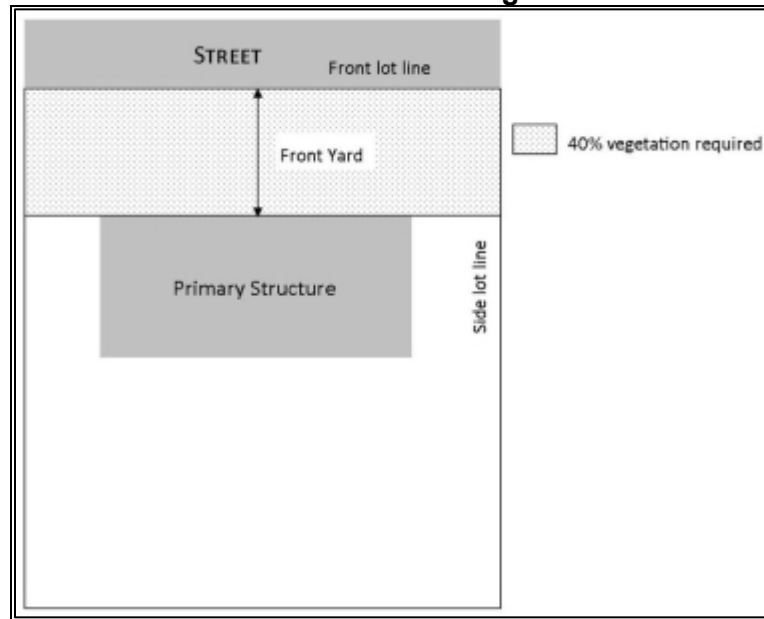 STREET
Front lot line
Front Yard
40% vegetation required
Primary Structure
Side lot line